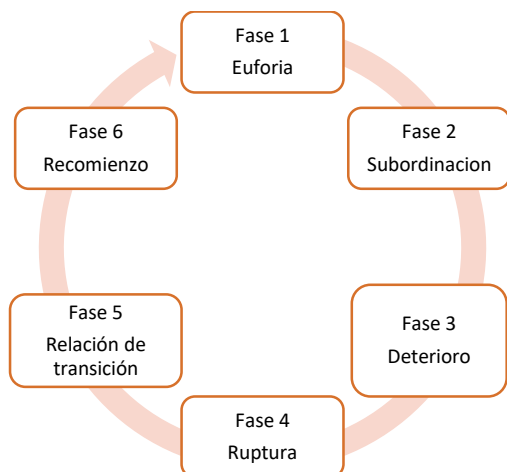 Fase 1
Euforia
Fase 2
Subordinacion
Fase 3
Deterioro
Fase 4
Ruptura
Fase 5
Relación de
transición
Fase 6
Recomienzo